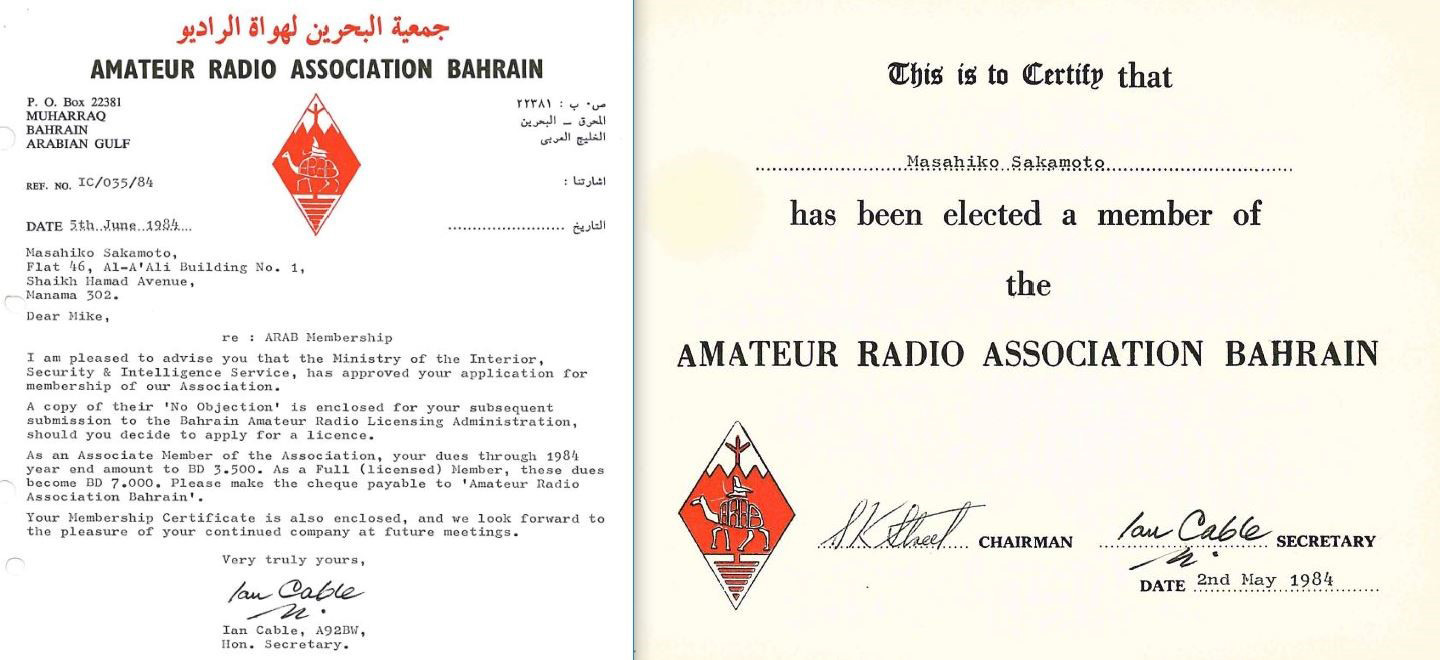 جمعية البحرين لهواة الراديو
AMATEUR RADIO ASSOCIATION BAHRAIN
P. O. Box 22381
MUHARRAQ
BAHRAIN
ARABIAN GULF
ص٠ ب : ٢٢٣٨١
المحرق ــ البحرين
الخليج العربى
REF. NO. IC/035/84
اشارتنا :
DATE 5th June 1984
التاريخ
Masahiko Sakamoto,
Flat 46, Al-A'Ali Building No. 1,
Shaikh Hamad Avenue,
Manama 302.
Dear Mike,
re : ARAB Membership
I am pleased to advise you that the Ministry of the Interior,
Security & Intelligence Service, has approved your application for
membership of our Association.
A copy of their 'No Objection' is enclosed for your subsequent
submission to the Bahrain Amateur Radio Licensing Administration,
should you decide to apply for a licence.
As an Associate Member of the Association, your dues through 1984
year end amount to BD 3.500. As a Full (licensed) Member, these dues
become BD 7.000. Please make the cheque payable to 'Amateur Radio
Association Bahrain'.
Your Membership Certificate is also enclosed, and we look forward to
the pleasure of your continued company at future meetings.
Very truly yours,
Ian Cable
Ian Cable, A92BW,
Hon. Secretary.
This is to Certify that
Masahiko Sakamoto
has been elected a member of
the
AMATEUR RADIO ASSOCIATION BAHRAIN
ARAB
S K Street CHAIRMAN
Ian Cable SECRETARY
DATE 2nd May 1984